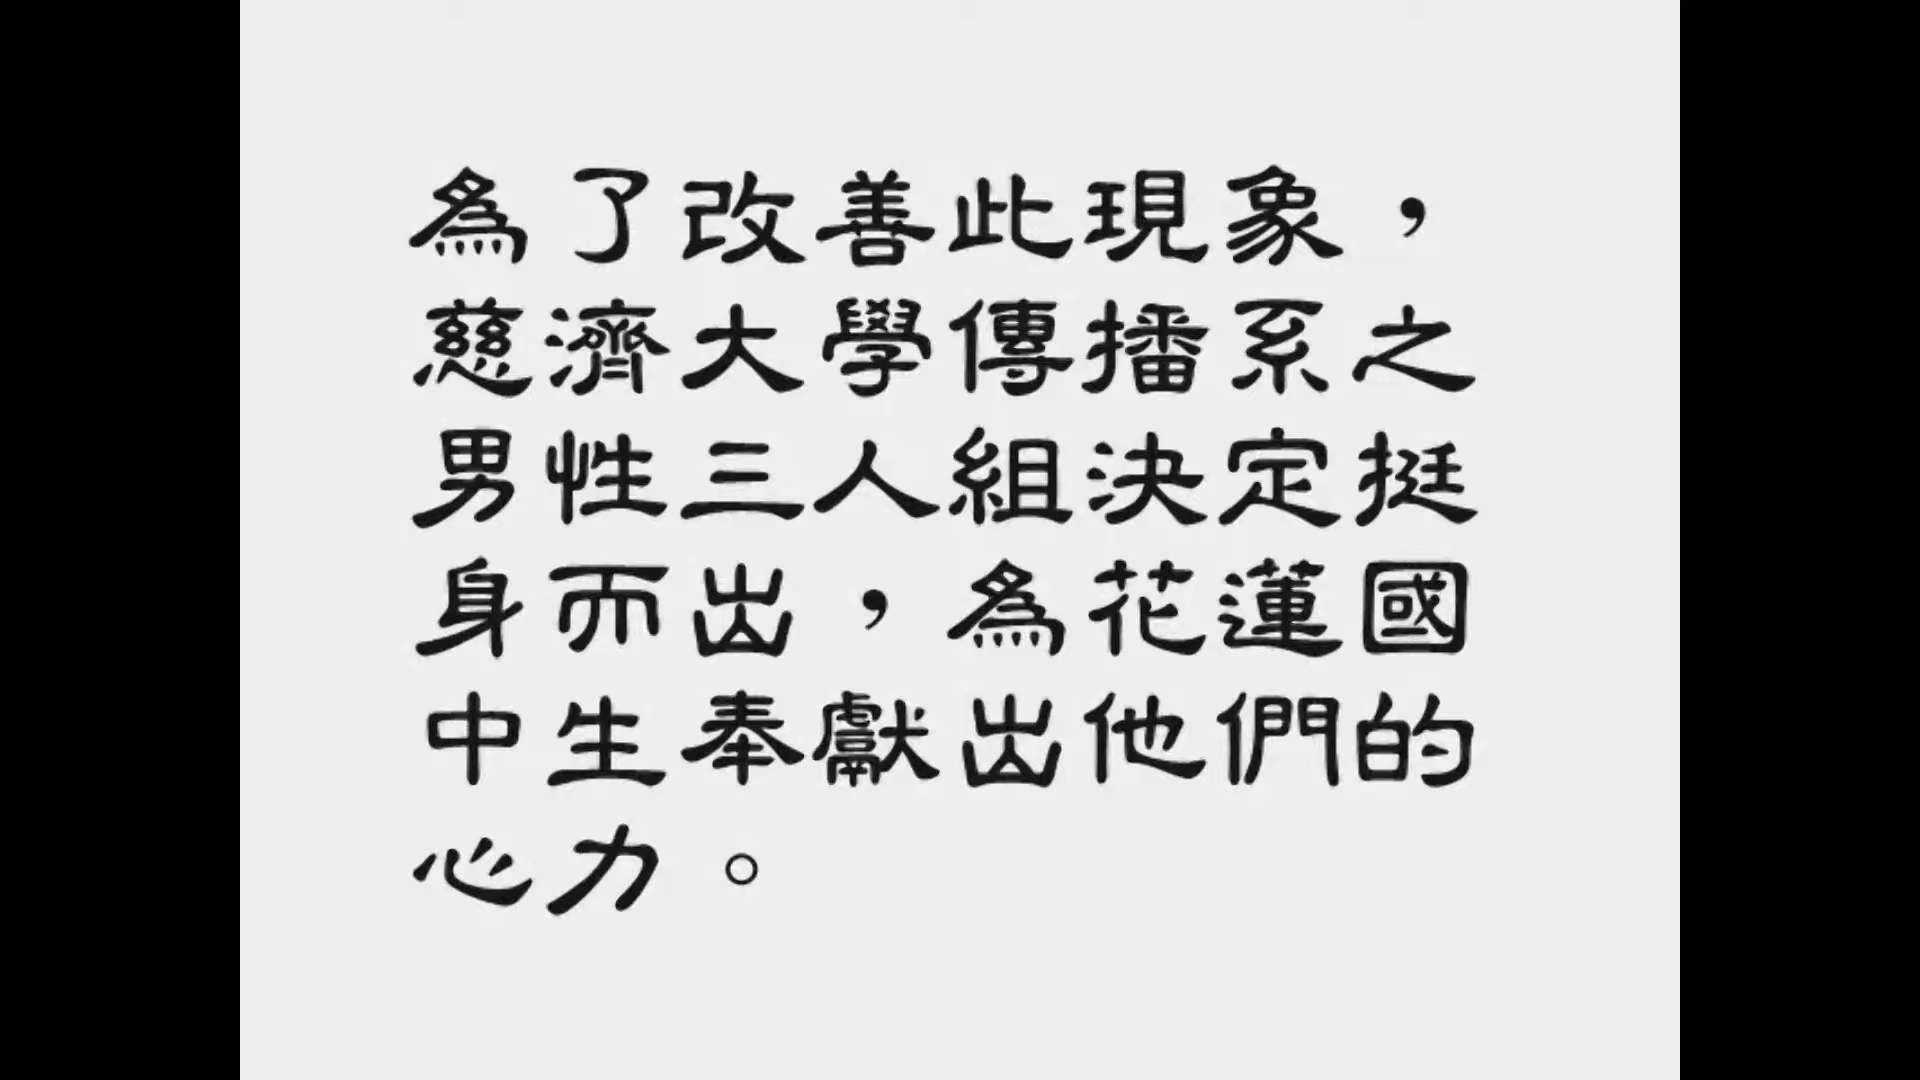 為了改善此現象，
慈濟大學傳播系之
男性三人組決定挺
身而出，為花蓮國
中生奉獻出他們的
心力。